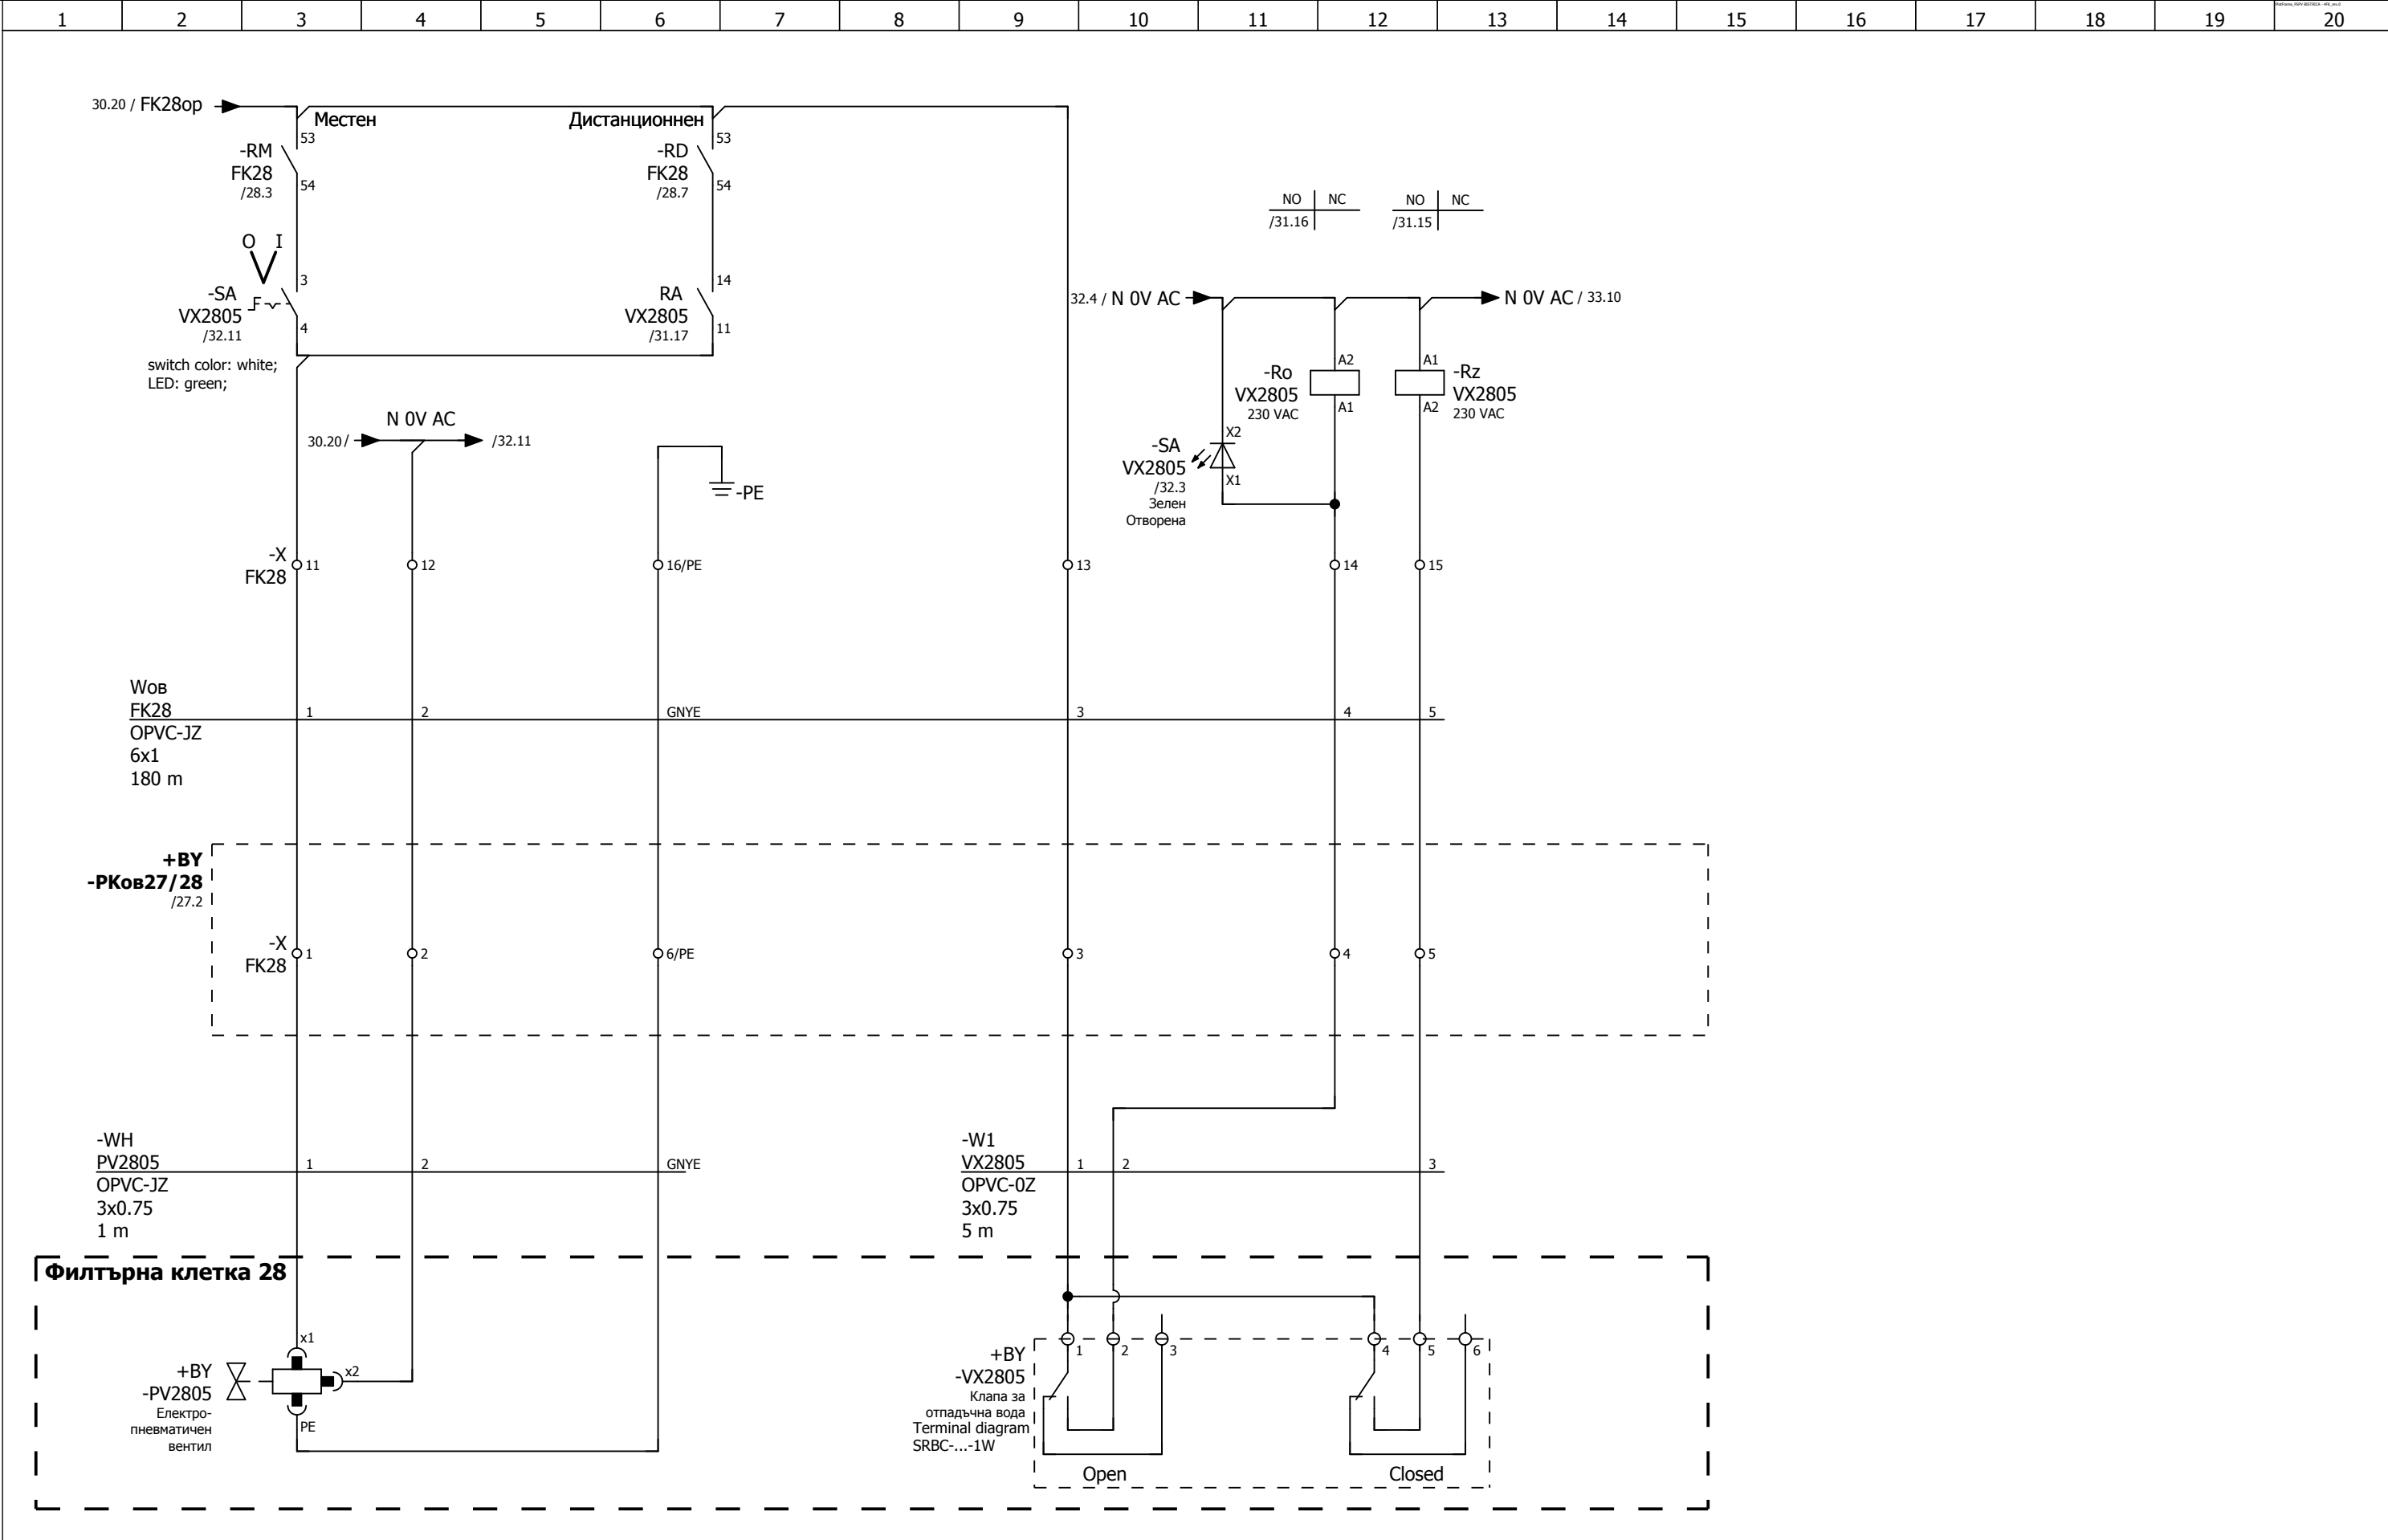 1 2 3 4 5 6 7 8 9 10 11 12 13 14 15 16 17 18 19 20
30.20 / FK28op
Местен
Дистанционнен
53
53
-RM
FK28
/28.3
54
-RD
FK28
/28.7
54
NO NC
/31.16
NO NC
/31.15
O I
3
-SA
VX2805
/32.11
4
switch color: white;
LED: green;
14
RA
VX2805
/31.17
11
32.4 / N 0V AC
N 0V AC / 33.10
A2
-Ro
VX2805
230 VAC
A1
A1
-Rz
VX2805
230 VAC
A2
N 0V AC
30.20 /
/32.11
-PE
X2
-SA
VX2805
/32.3
Зелен
Отворена
X1
-X
FK28
11
12
16/PE
13
14
15
Wов
FK28
OPVC-JZ
6x1
180 m
1
2
GNYE
3
4
5
+BY
-РКов27/28
/27.2
-X
FK28
1
2
6/PE
3
4
5
-WH
PV2805
OPVC-JZ
3x0.75
1 m
1
2
GNYE
-W1
VX2805
OPVC-0Z
3x0.75
5 m
1
2
3
Филтърна клетка 28
x1
x2
PE
+BY
-PV2805
Електро-
пневматичен
вентил
+BY
-VX2805
Клапа за
отпадъчна вода
Terminal diagram
SRBC-...-1W
1
2
3
4
5
6
Open
Closed